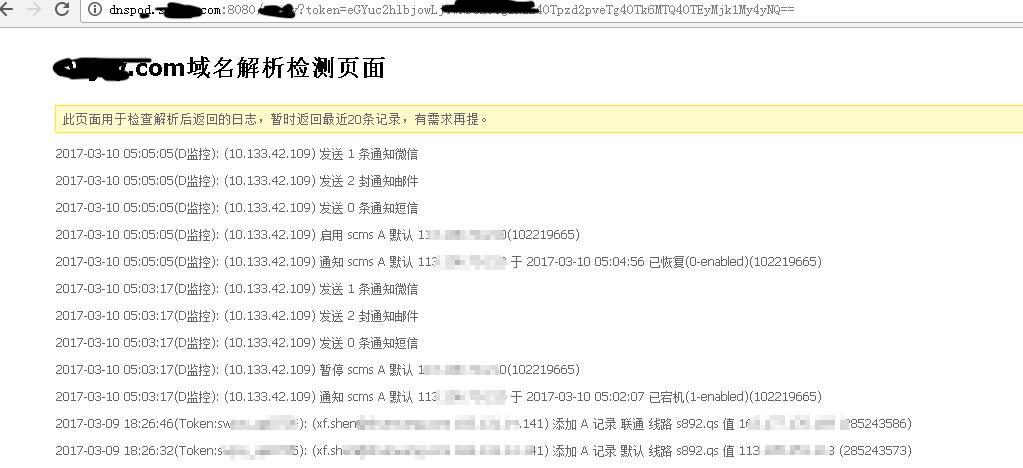 dnspod.s .com:8080/ ?token=eGYuc2hlbjowLj 4OTpzd2pveTg4OTk6MTQ4OTEyMjk1My4yNQ==
.com域名解析检测页面
此页面用于检查解析后返回的日志，暂时返回最近20条记录，有需求再提。
2017-03-10 05:05:05(D监控): (10.133.42.109) 发送 1 条通知微信
2017-03-10 05:05:05(D监控): (10.133.42.109) 发送 2 封通知邮件
2017-03-10 05:05:05(D监控): (10.133.42.109) 发送 0 条通知短信
2017-03-10 05:05:05(D监控): (10.133.42.109) 启用 scms A 默认 11 0(102219665)
2017-03-10 05:05:05(D监控): (10.133.42.109) 通知 scms A 默认 113 于 2017-03-10 05:04:56 已恢复(0-enabled)(102219665)
2017-03-10 05:03:17(D监控): (10.133.42.109) 发送 1 条通知微信
2017-03-10 05:03:17(D监控): (10.133.42.109) 发送 2 封通知邮件
2017-03-10 05:03:17(D监控): (10.133.42.109) 发送 0 条通知短信
2017-03-10 05:03:17(D监控): (10.133.42.109) 暂停 scms A 默认 1 0(102219665)
2017-03-10 05:03:17(D监控): (10.133.42.109) 通知 scms A 默认 113 于 2017-03-10 05:02:07 已宕机(1-enabled)(102219665)
2017-03-09 18:26:46(Token:sw ): (xf.shen .141) 添加 A 记录 联通 线路 s892.qs 值 16 (285243586)
2017-03-09 18:26:32(Token:s 5): (xf.sh 41) 添加 A 记录 默认 线路 s892.qs 值 113 3 (285243573)